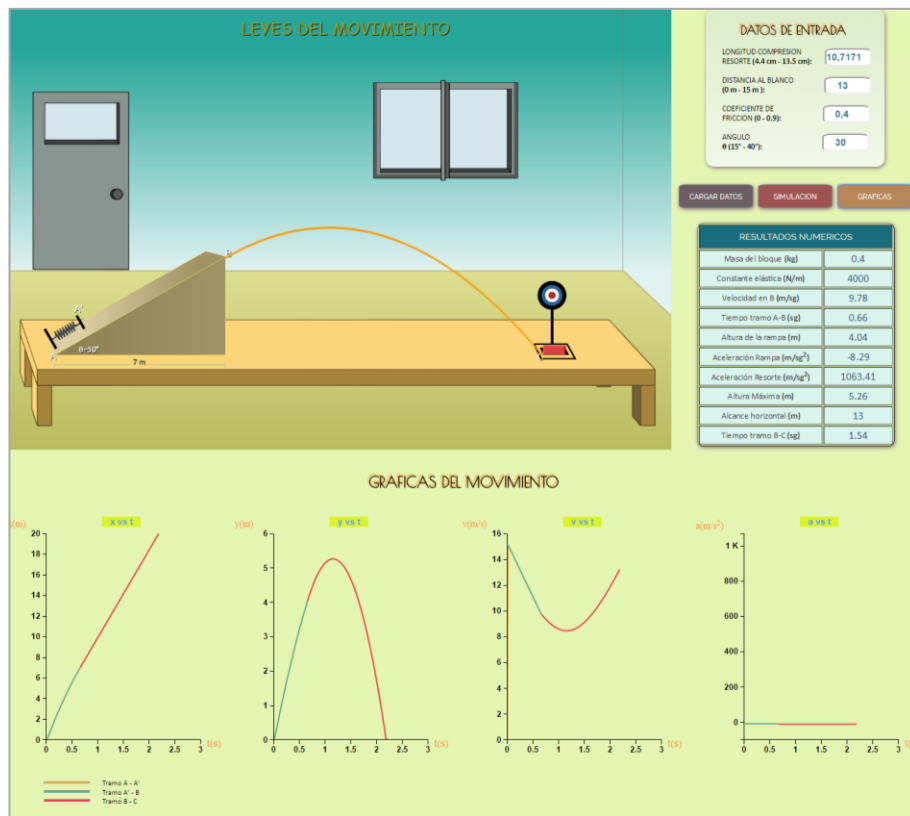 LEYES DEL MOVIMIENTO
A'
B
A
θ=30°
7 m
DATOS DE ENTRADA
LONGITUD COMPRESION
RESORTE (4.4 cm - 13.5 cm):
10,7171
DISTANCIA AL BLANCO
(0 m - 15 m ):
13
COEFICIENTE DE
FRICCION (0 - 0.9):
0,4
ANGULO
θ (15° - 40°):
30
CARGAR DATOS
SIMULACION
GRAFICAS
RESULTADOS NUMERICOS
Masa del bloque (kg) 0.4
Constante elástica (N/m) 4000
Velocidad en B (m/sg) 9.78
Tiempo tramo A-B (sg) 0.66
Altura de la rampa (m) 4.04
Aceleración Rampa (m/sg²) -8.29
Aceleración Resorte (m/sg²) 1063.41
Altura Máxima (m) 5.26
Alcance horizontal (m) 13
Tiempo tramo B-C (sg) 1.54
GRAFICAS DEL MOVIMIENTO
x vs t
20
18
16
14
12
10
8
6
4
2
0
0 0.5 1 1.5 2 2.5 3 t(s)
y(m)
y vs t
6
5
4
3
2
1
0
0 0.5 1 1.5 2 2.5 3 t(s)
v(m/s)
v vs t
16
14
12
10
8
6
4
2
0
0 0.5 1 1.5 2 2.5 3 t(s)
a(m/s²)
a vs t
1 K
800
600
400
200
0
0 0.5 1 1.5 2 2.5 3
Tramo A - A'
Tramo A' - B
Tramo B - C